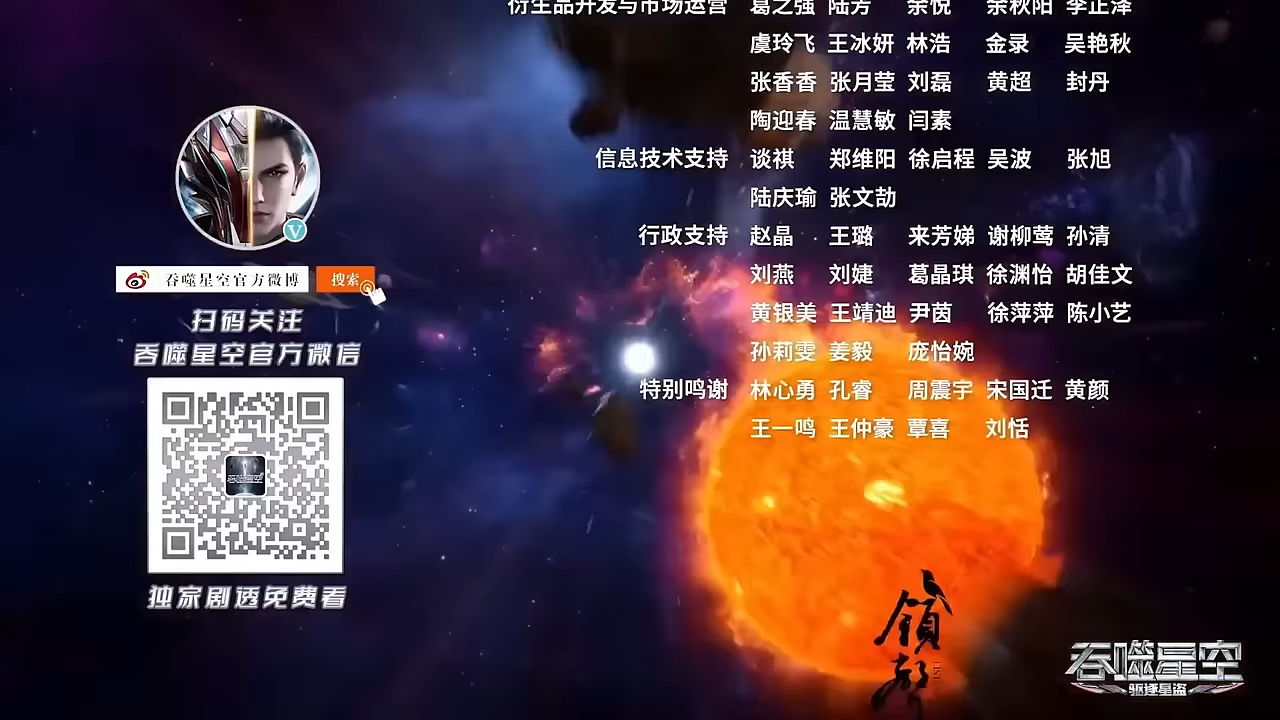 衍生品开发与市场运营 葛之强 陆芳 余悦 余秋阳 李正泽
虞玲飞 王冰妍 林浩 金录 吴艳秋
张香香 张月莹 刘磊 黄超 封丹
陶迎春 温慧敏 闫素
信息技术支持 谈祺 郑维阳 徐启程 吴波 张旭
陆庆瑜 张文劼
行政支持 赵晶 王璐 来芳娣 谢柳莺 孙清
刘燕 刘婕 葛晶琪 徐渊怡 胡佳文
黄银美 王靖迪 尹茵 徐萍萍 陈小艺
孙莉雯 姜毅 庞怡婉
特别鸣谢 林心勇 孔睿 周震宇 宋国迁 黄颜
王一鸣 王仲豪 覃喜 刘恬
V
吞噬星空官方微博 搜索
扫码关注
吞噬星空官方微信
吞噬星空
独家剧透免费看
吞噬星空
驱逐星盗